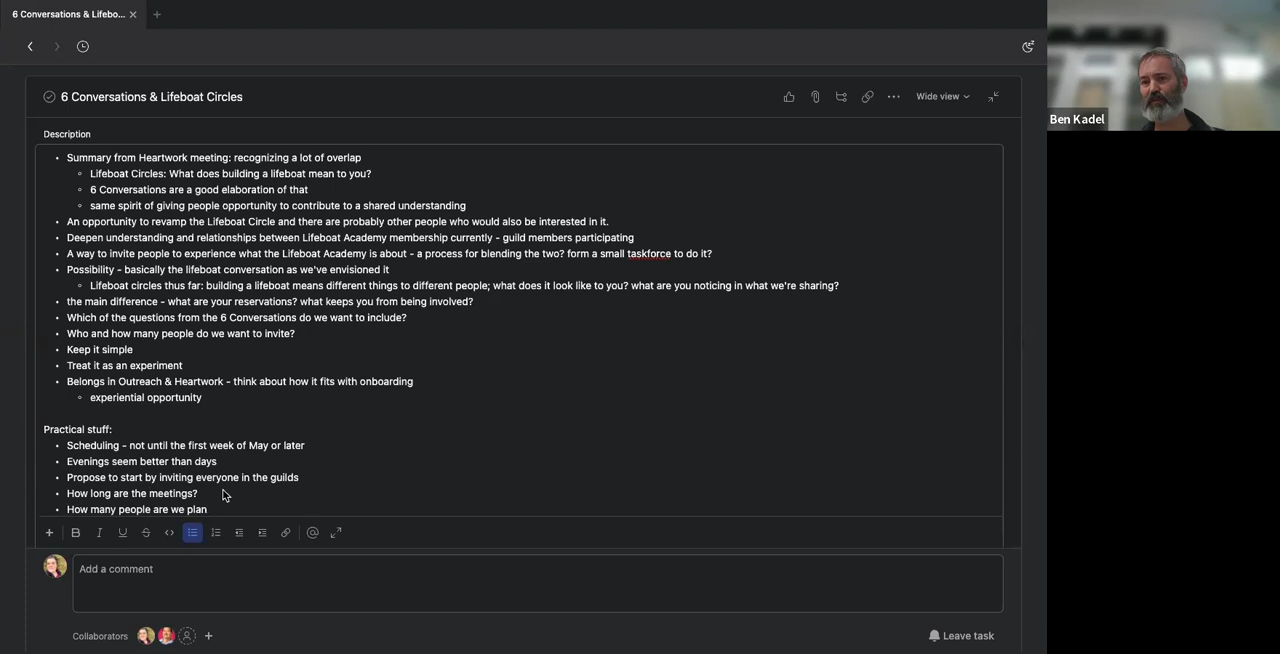 6 Conversations & Lifebo...
6 Conversations & Lifeboat Circles
Wide view
Ben Kadel
Description
Summary from Heartwork meeting: recognizing a lot of overlap
Lifeboat Circles: What does building a lifeboat mean to you?
6 Conversations are a good elaboration of that
same spirit of giving people opportunity to contribute to a shared understanding
An opportunity to revamp the Lifeboat Circle and there are probably other people who would also be interested in it.
Deepen understanding and relationships between Lifeboat Academy membership currently - guild members participating
A way to invite people to experience what the Lifeboat Academy is about - a process for blending the two? form a small taskforce to do it?
Possibility - basically the lifeboat conversation as we've envisioned it
Lifeboat circles thus far: building a lifeboat means different things to different people; what does it look like to you? what are you noticing in what we're sharing?
the main difference - what are your reservations? what keeps you from being involved?
Which of the questions from the 6 Conversations do we want to include?
Who and how many people do we want to invite?
Keep it simple
Treat it as an experiment
Belongs in Outreach & Heartwork - think about how it fits with onboarding
experiential opportunity
Practical stuff:
Scheduling - not until the first week of May or later
Evenings seem better than days
Propose to start by inviting everyone in the guilds
How long are the meetings?
How many people are we plan
Add a comment
Collaborators
Leave task